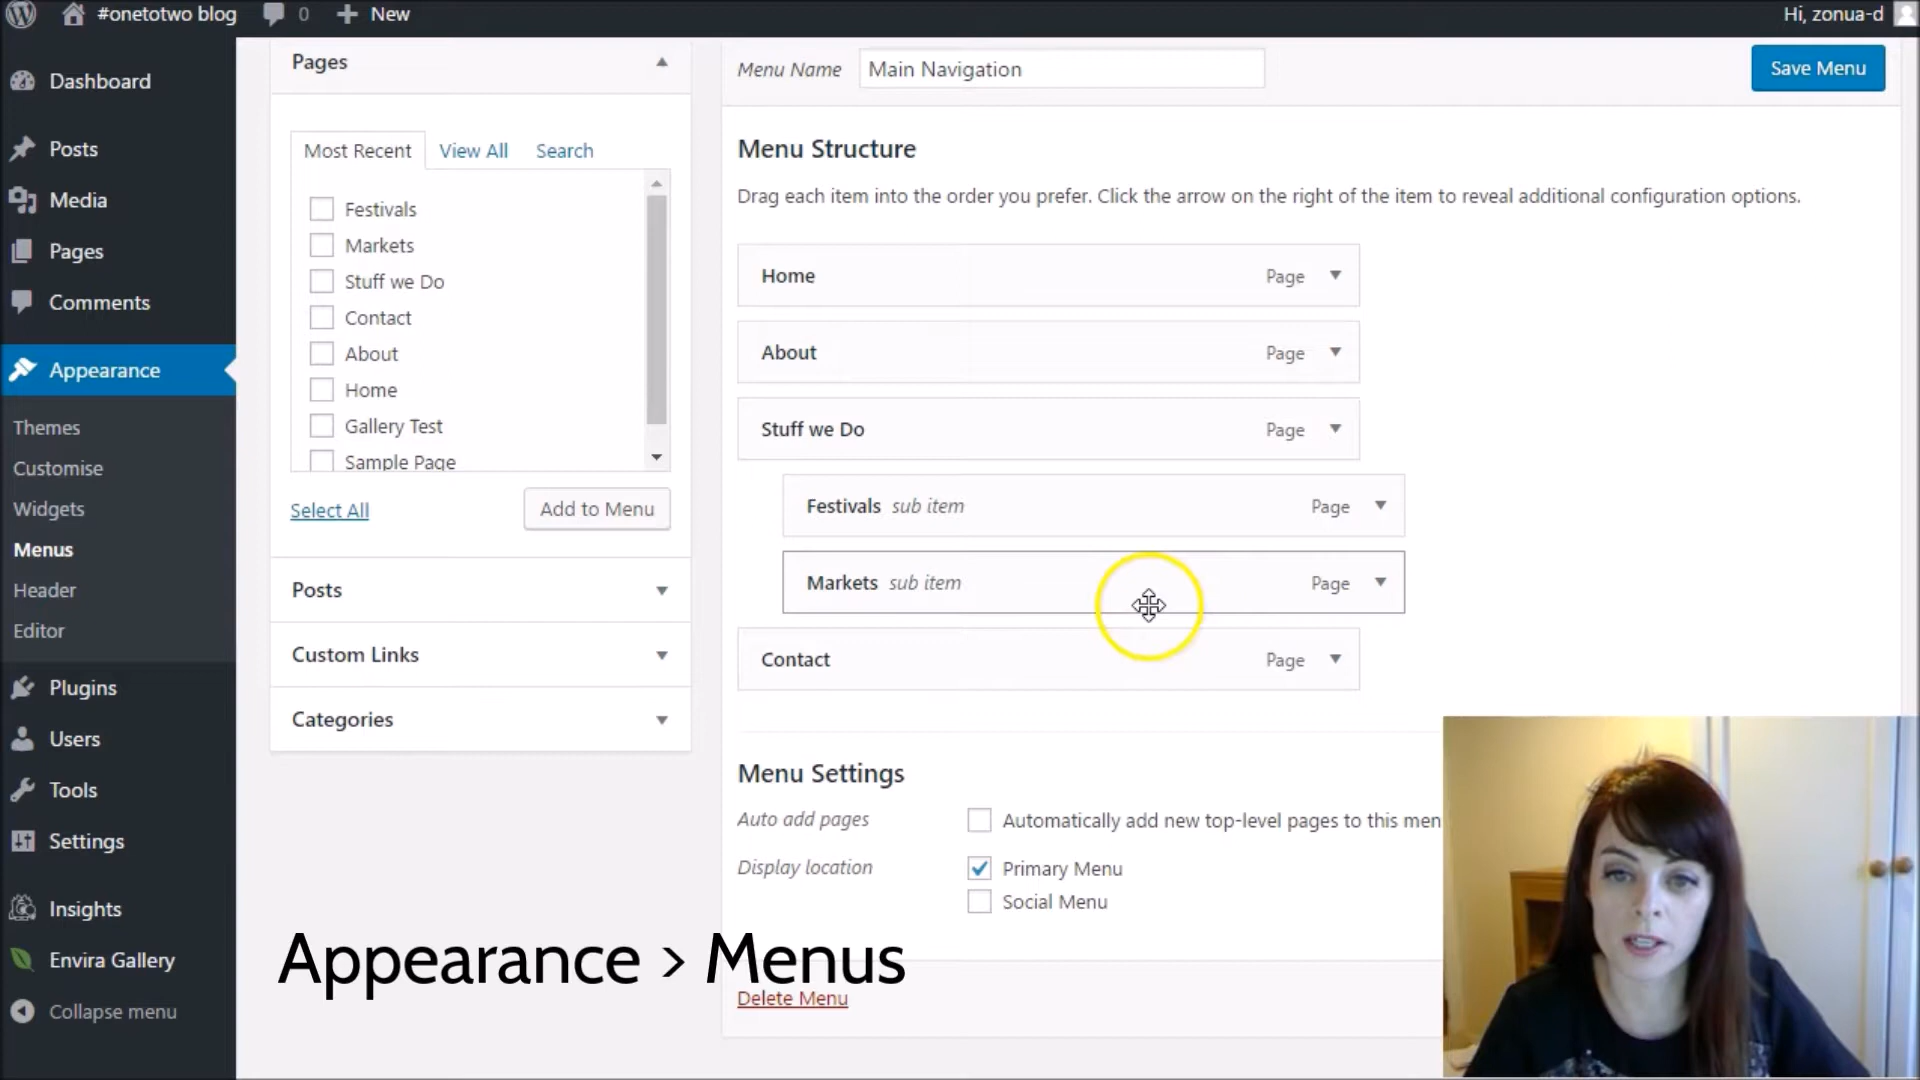 #onetotwo blog
0
New
Hi, zonua-d
Dashboard
Posts
Media
Pages
Comments
Appearance
Themes
Customise
Widgets
Menus
Header
Editor
Plugins
Users
Tools
Settings
Insights
Envira Gallery
Collapse menu
Pages
Most Recent
View All
Search
Festivals
Markets
Stuff we Do
Contact
About
Home
Gallery Test
Sample Page
Select All
Add to Menu
Posts
Custom Links
Categories
Menu Name
Main Navigation
Save Menu
Menu Structure
Drag each item into the order you prefer. Click the arrow on the right of the item to reveal additional configuration options.
Home Page
About Page
Stuff we Do Page
Festivals sub item Page
Markets sub item Page
Contact Page
Menu Settings
Auto add pages
Automatically add new top-level pages to this men
Display location
Primary Menu
Social Menu
Delete Menu
Appearance > Menus